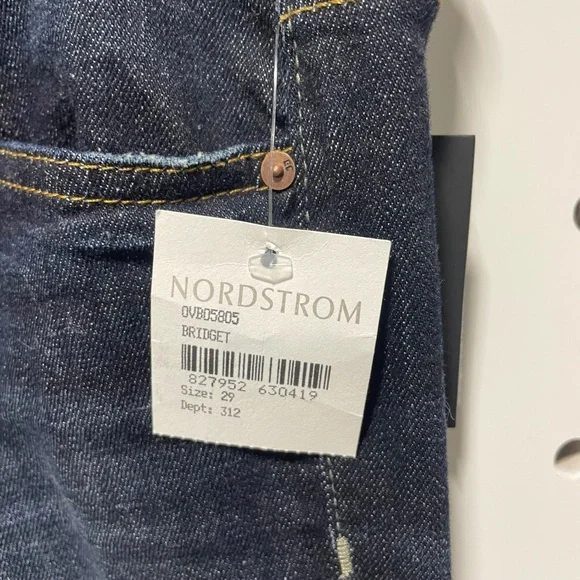 NORDSTROM
OVB05805
BRIDGET
827952 630419
Size: 29
Dept: 312